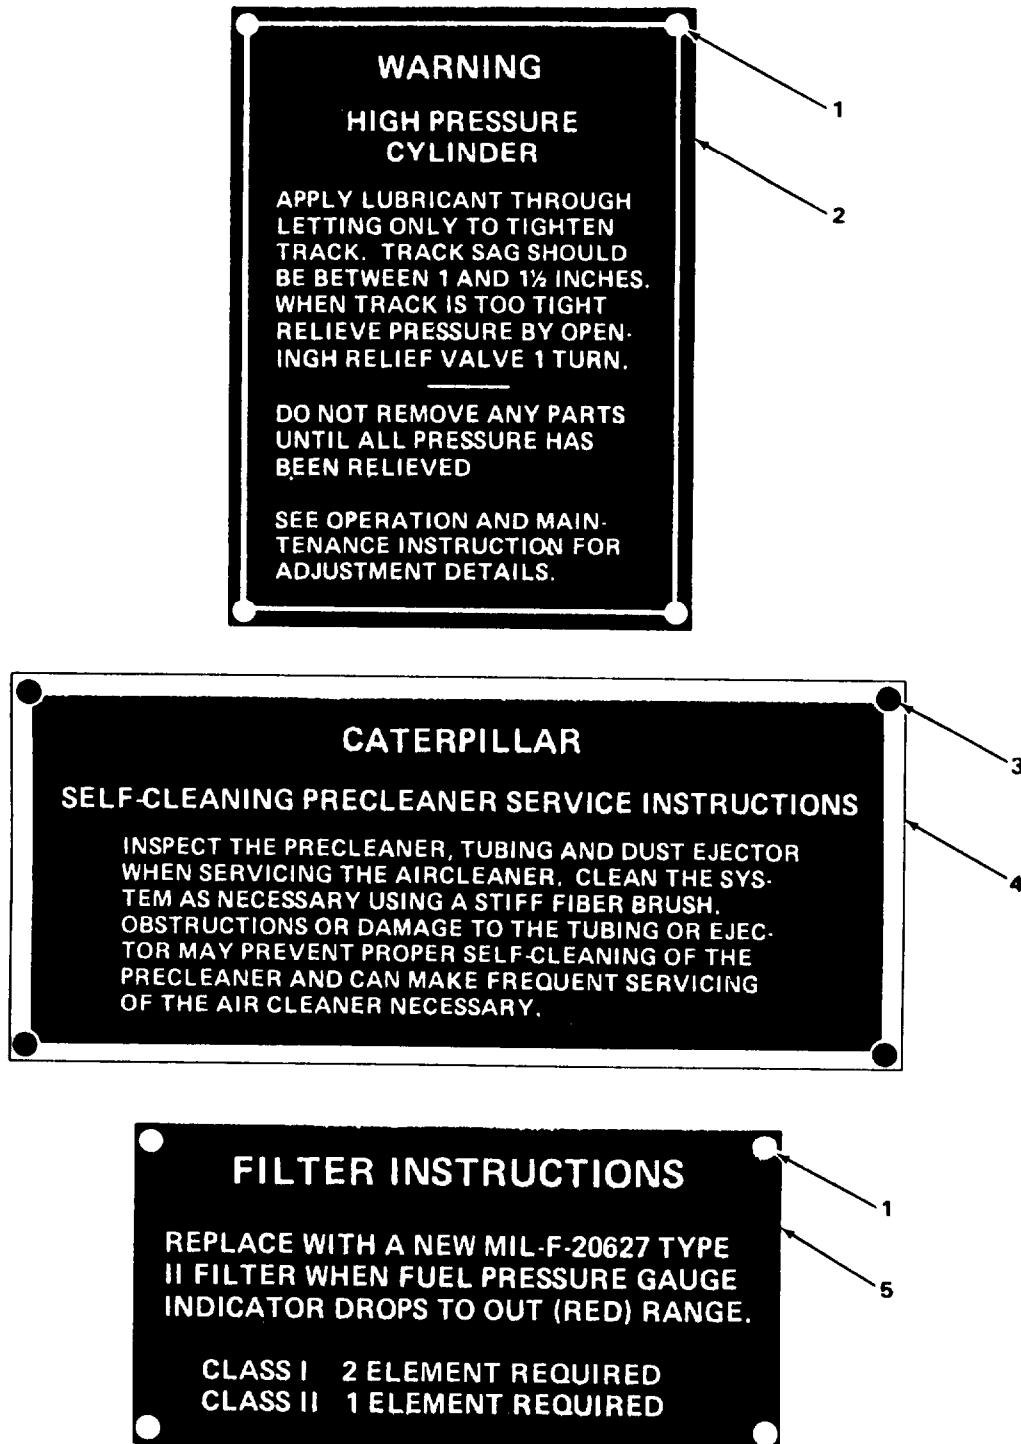 WARNING
HIGH PRESSURE
CYLINDER
APPLY LUBRICANT THROUGH
LETTING ONLY TO TIGHTEN
TRACK. TRACK SAG SHOULD
BE BETWEEN 1 AND 1½ INCHES.
WHEN TRACK IS TOO TIGHT
RELIEVE PRESSURE BY OPEN-
INGH RELIEF VALVE 1 TURN.
DO NOT REMOVE ANY PARTS
UNTIL ALL PRESSURE HAS
BEEN RELIEVED
SEE OPERATION AND MAIN-
TENANCE INSTRUCTION FOR
ADJUSTMENT DETAILS.
1
2
CATERPILLAR
SELF-CLEANING PRECLEANER SERVICE INSTRUCTIONS
INSPECT THE PRECLEANER, TUBING AND DUST EJECTOR
WHEN SERVICING THE AIRCLEANER. CLEAN THE SYS-
TEM AS NECESSARY USING A STIFF FIBER BRUSH.
OBSTRUCTIONS OR DAMAGE TO THE TUBING OR EJEC-
TOR MAY PREVENT PROPER SELF-CLEANING OF THE
PRECLEANER AND CAN MAKE FREQUENT SERVICING
OF THE AIR CLEANER NECESSARY.
3
4
FILTER INSTRUCTIONS
REPLACE WITH A NEW MIL-F-20627 TYPE
II FILTER WHEN FUEL PRESSURE GAUGE
INDICATOR DROPS TO OUT (RED) RANGE.
CLASS I 2 ELEMENT REQUIRED
CLASS II 1 ELEMENT REQUIRED
1
5